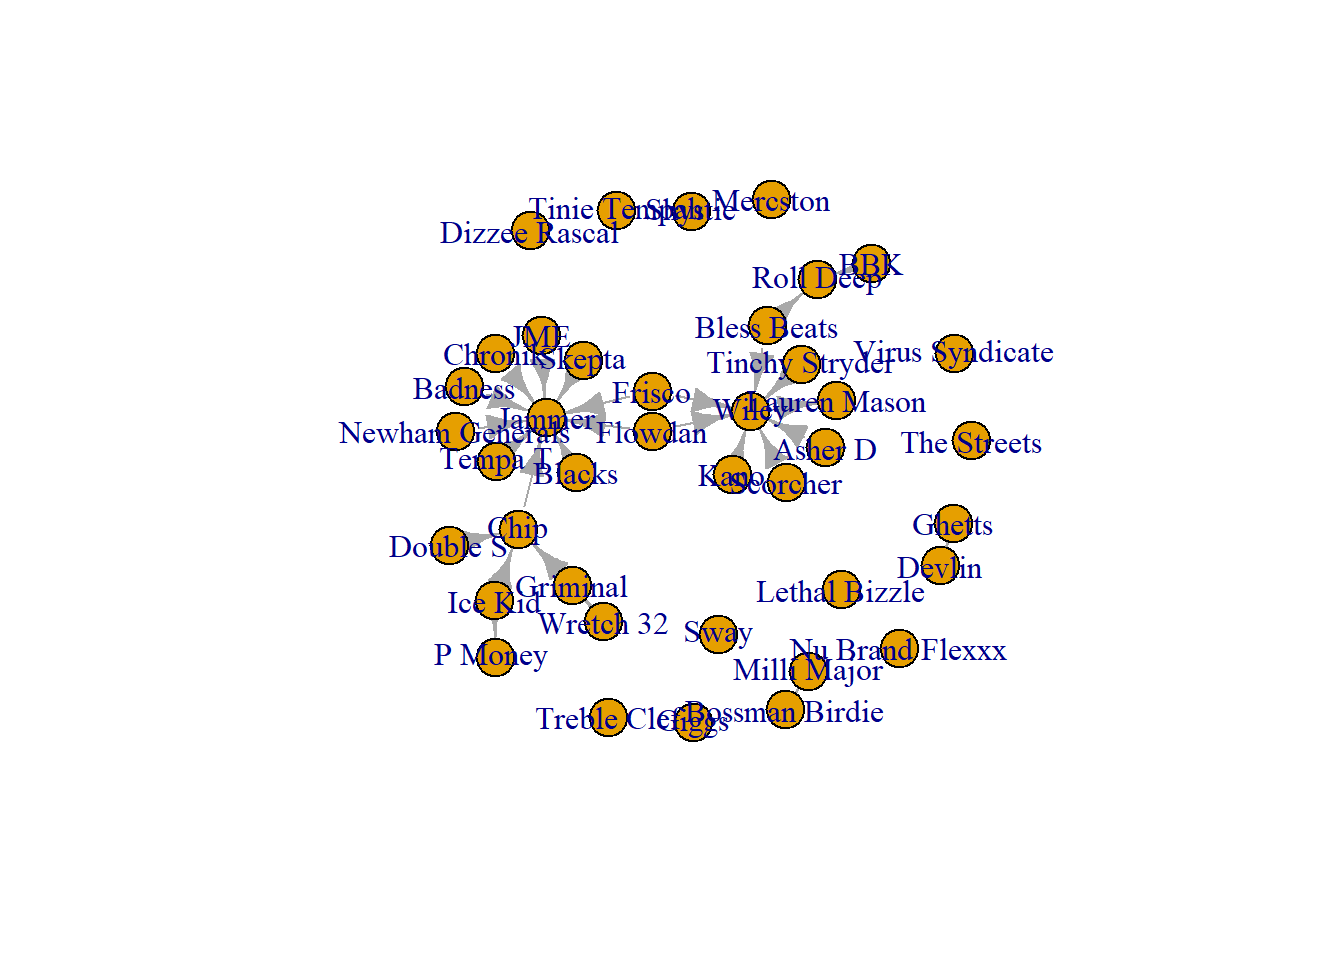 Mercston
Tinie Tempah
Shystie
Dizzee Rascal
BBK
Roll Deep
Bless Beats
JME
Chronik
Skepta
Tinchy Stryder
Virus Syndicate
Badness
Frisco
Wiley
Lauren Mason
Jammer
Newham Generals
Flowdan
The Streets
Tempa T
Blacks
Asher D
Kano
Scorcher
Chip
Ghetts
Double S
Devlin
Griminal
Lethal Bizzle
Ice Kid
Wretch 32
Sway
P Money
Nu Brand Flexxx
Milli Major
Bossman Birdie
Treble Clef
Giggs